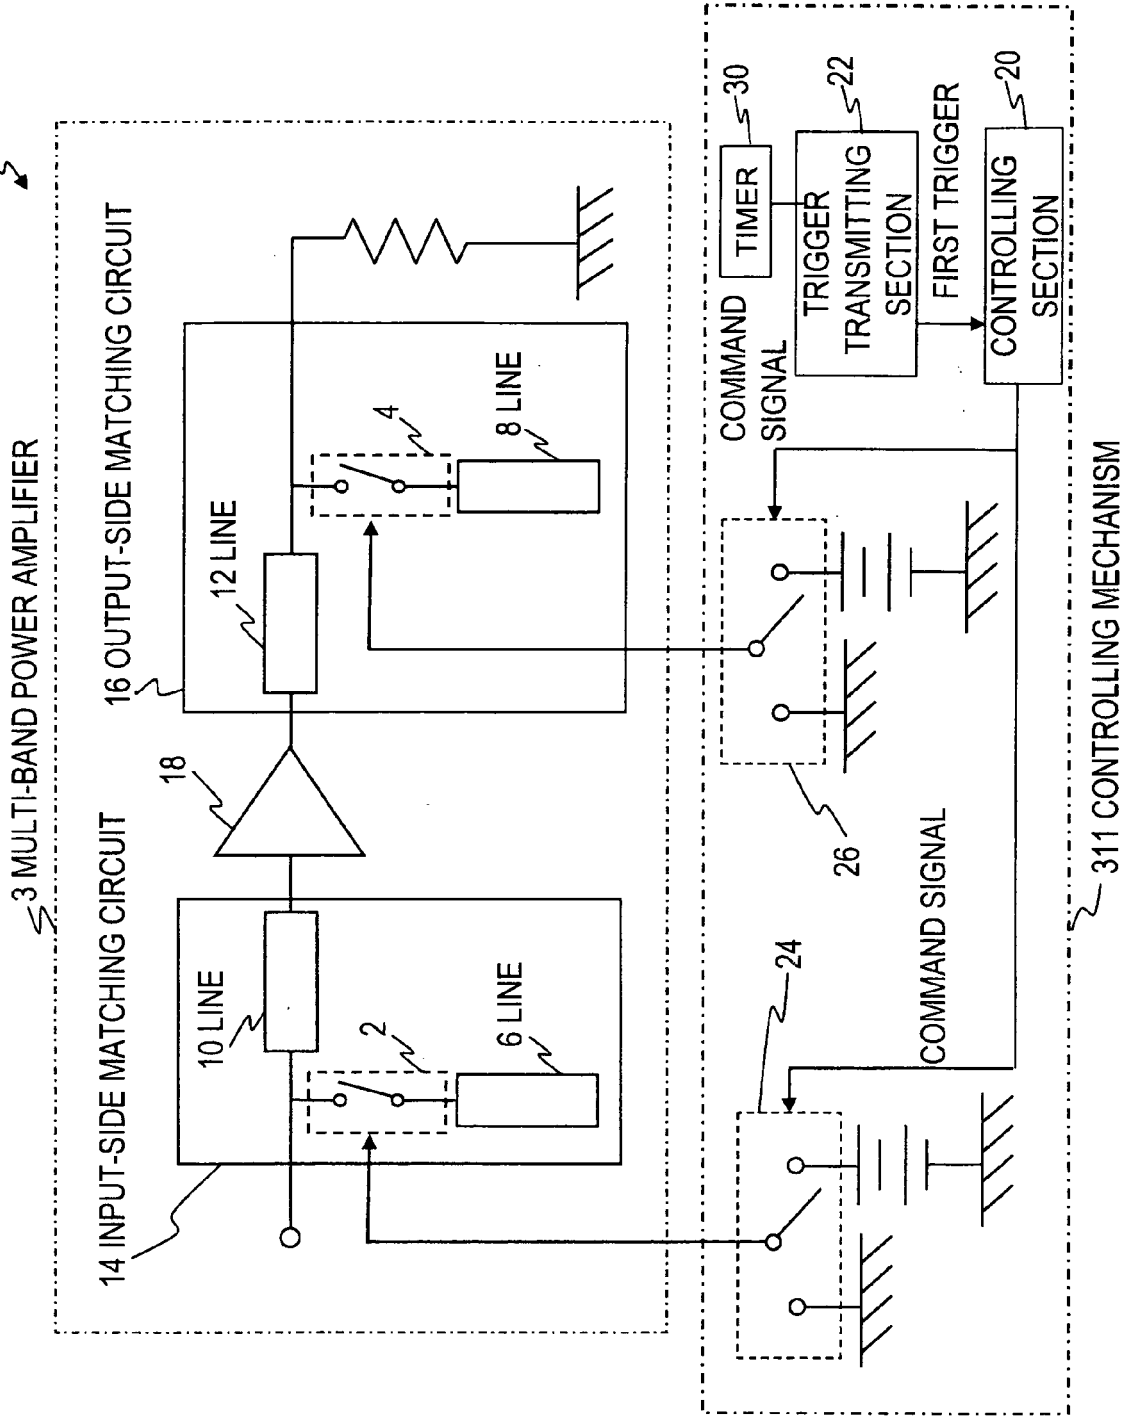 3 MULTI-BAND POWER AMPLIFIER
14 INPUT-SIDE MATCHING CIRCUIT
16 OUTPUT-SIDE MATCHING CIRCUIT
18
10 LINE
12 LINE
2
4
6 LINE
8 LINE
24
26
COMMAND
SIGNAL
TIMER
30
TRIGGER
TRANSMITTING
SECTION
22
FIRST TRIGGER
CONTROLLING
SECTION
20
COMMAND SIGNAL
311 CONTROLLING MECHANISM